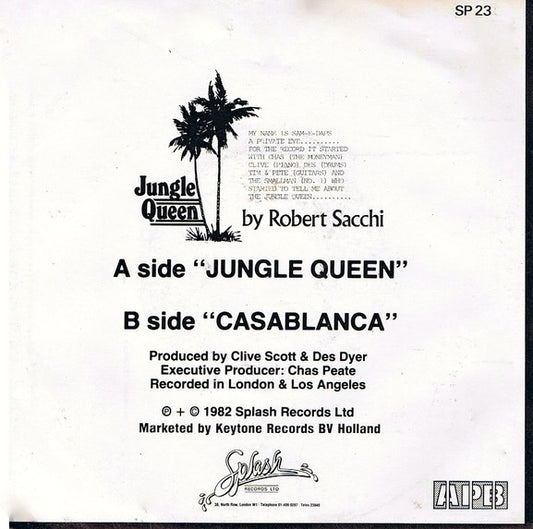 SP 23
MY NAME IS SAM-E-DAPS
A PRIVATE EYE..........
FOR THE RECORD IT STARTED
WITH CHAS (THE MONEYMAN)
CLIVE (PIANO) DES (DRUMS)
TIM & PETE (GUITARS) AND
THE SMALLMAN (NO. 1) WHO
STARTED TO TELL ME ABOUT
THE JUNGLE QUEEN..........
Jungle
Queen
by Robert Sacchi
A side “JUNGLE QUEEN”
B side “CASABLANCA”
Produced by Clive Scott & Des Dyer
Executive Producer: Chas Peate
Recorded in London & Los Angeles
℗ + © 1982 Splash Records Ltd
Marketed by Keytone Records BV Holland
Splash
RECORDS LTD
APB